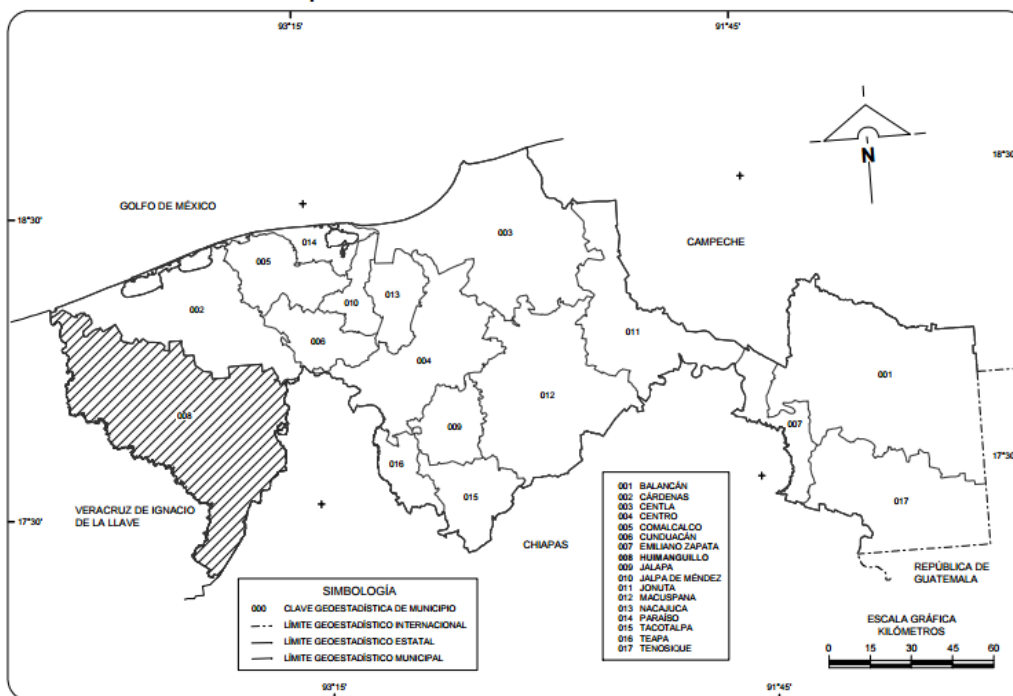 93°15'
91°45'
18°30'
N
GOLFO DE MÉXICO
18°30'
003
CAMPECHE
014
005
013
010
002
006
011
004
001
012
008
009
007
016
17°30'
015
017
VERACRUZ DE IGNACIO
DE LA LLAVE
17°30'
CHIAPAS
REPÚBLICA DE
GUATEMALA
001 BALANCÁN
002 CÁRDENAS
003 CENTLA
004 CENTRO
005 COMALCALCO
006 CUNDUACÁN
007 EMILIANO ZAPATA
008 HUIMANGUILLO
009 JALAPA
010 JALPA DE MÉNDEZ
011 JONUTA
012 MACUSPANA
013 NACAJUCA
014 PARAÍSO
015 TACOTALPA
016 TEAPA
017 TENOSIQUE
SIMBOLOGÍA
000 CLAVE GEOESTADÍSTICA DE MUNICIPIO
LÍMITE GEOESTADÍSTICO INTERNACIONAL
LÍMITE GEOESTADÍSTICO ESTATAL
LÍMITE GEOESTADÍSTICO MUNICIPAL
ESCALA GRÁFICA
KILÓMETROS
0 15 30 45 60
93°15'
91°45'